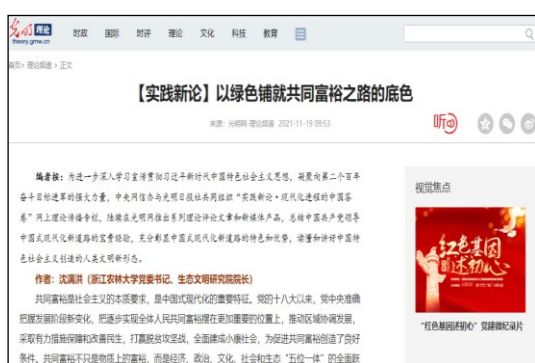 光明 理论
theory.gmw.cn
时政 国际 时评 理论 文化 科技 教育
首页> 理论频道 > 正文
【实践新论】以绿色铺就共同富裕之路的底色
来源：光明网-理论频道 2021-11-19 09:53
听
编者按：为进一步深入学习宣传贯彻习近平新时代中国特色社会主义思想，凝聚向第二个百年
奋斗目标进军的强大力量，中央网信办与光明日报社共同组织“实践新论·现代化进程的中国答
卷”网上理论传播专栏，陆续在光明网推出系列理论评论文章和新媒体产品，总结中国共产党领导
中国式现代化新道路的宝贵经验，充分彰显中国式现代化新道路的特色和优势，读懂和讲好中国特
色社会主义创造的人类文明新形态。
作者：沈满洪（浙江农林大学党委书记、生态文明研究院院长）
共同富裕是社会主义的本质要求，是中国式现代化的重要特征。党的十八大以来，党中央准确
把握发展阶段新变化，把逐步实现全体人民共同富裕摆在更加重要的位置上，推动区域协调发展，
采取有力措施保障和改善民生，打赢脱贫攻坚战，全面建成小康社会，为促进共同富裕创造了良好
条件。共同富裕不只是物质上的富裕，而是经济、政治、文化、社会和生态“五位一体”的全面跃
视觉焦点
红色基因
述初心
“红色基因述初心”党建微纪录片